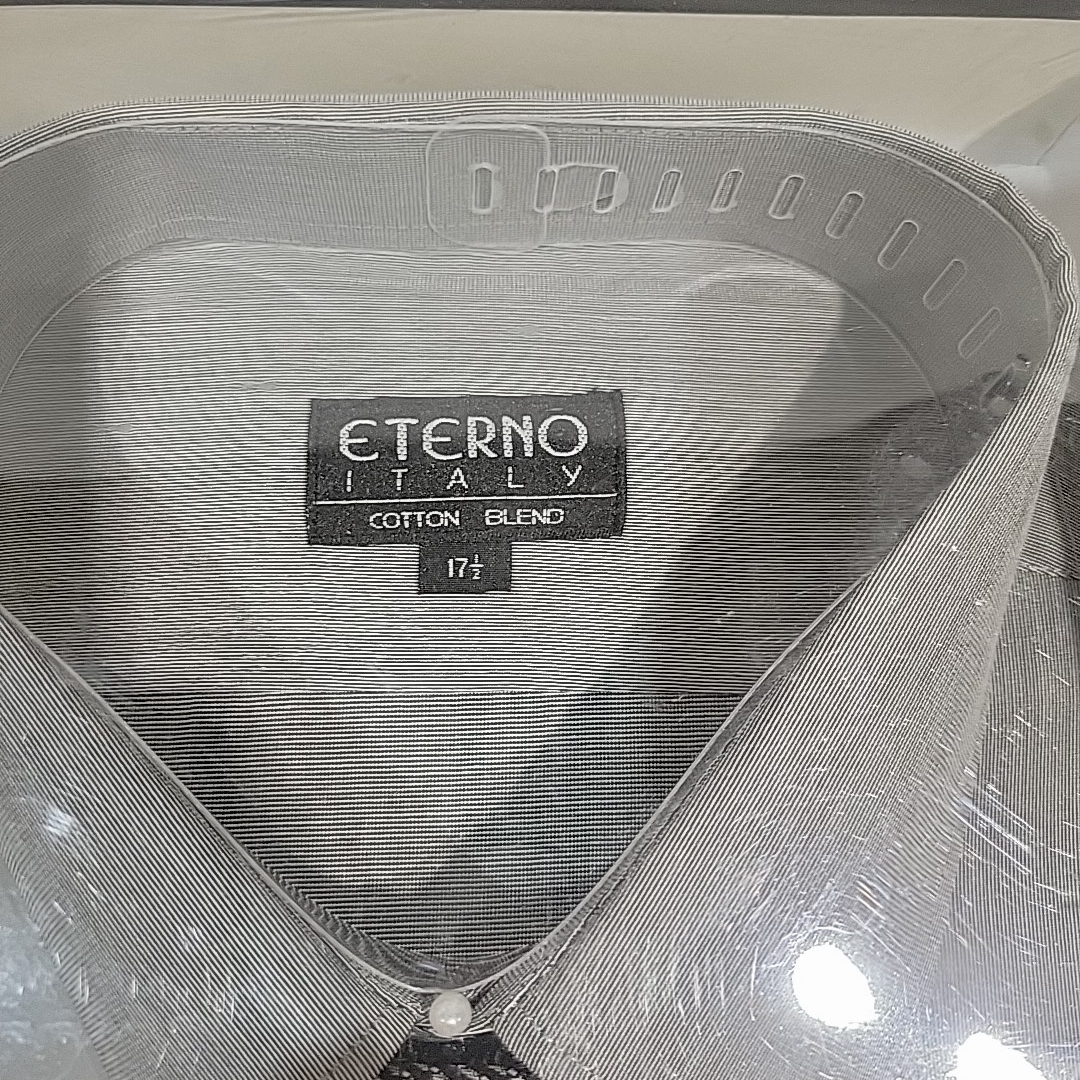 ETERNO
ITALY
COTTON BLEND
17½